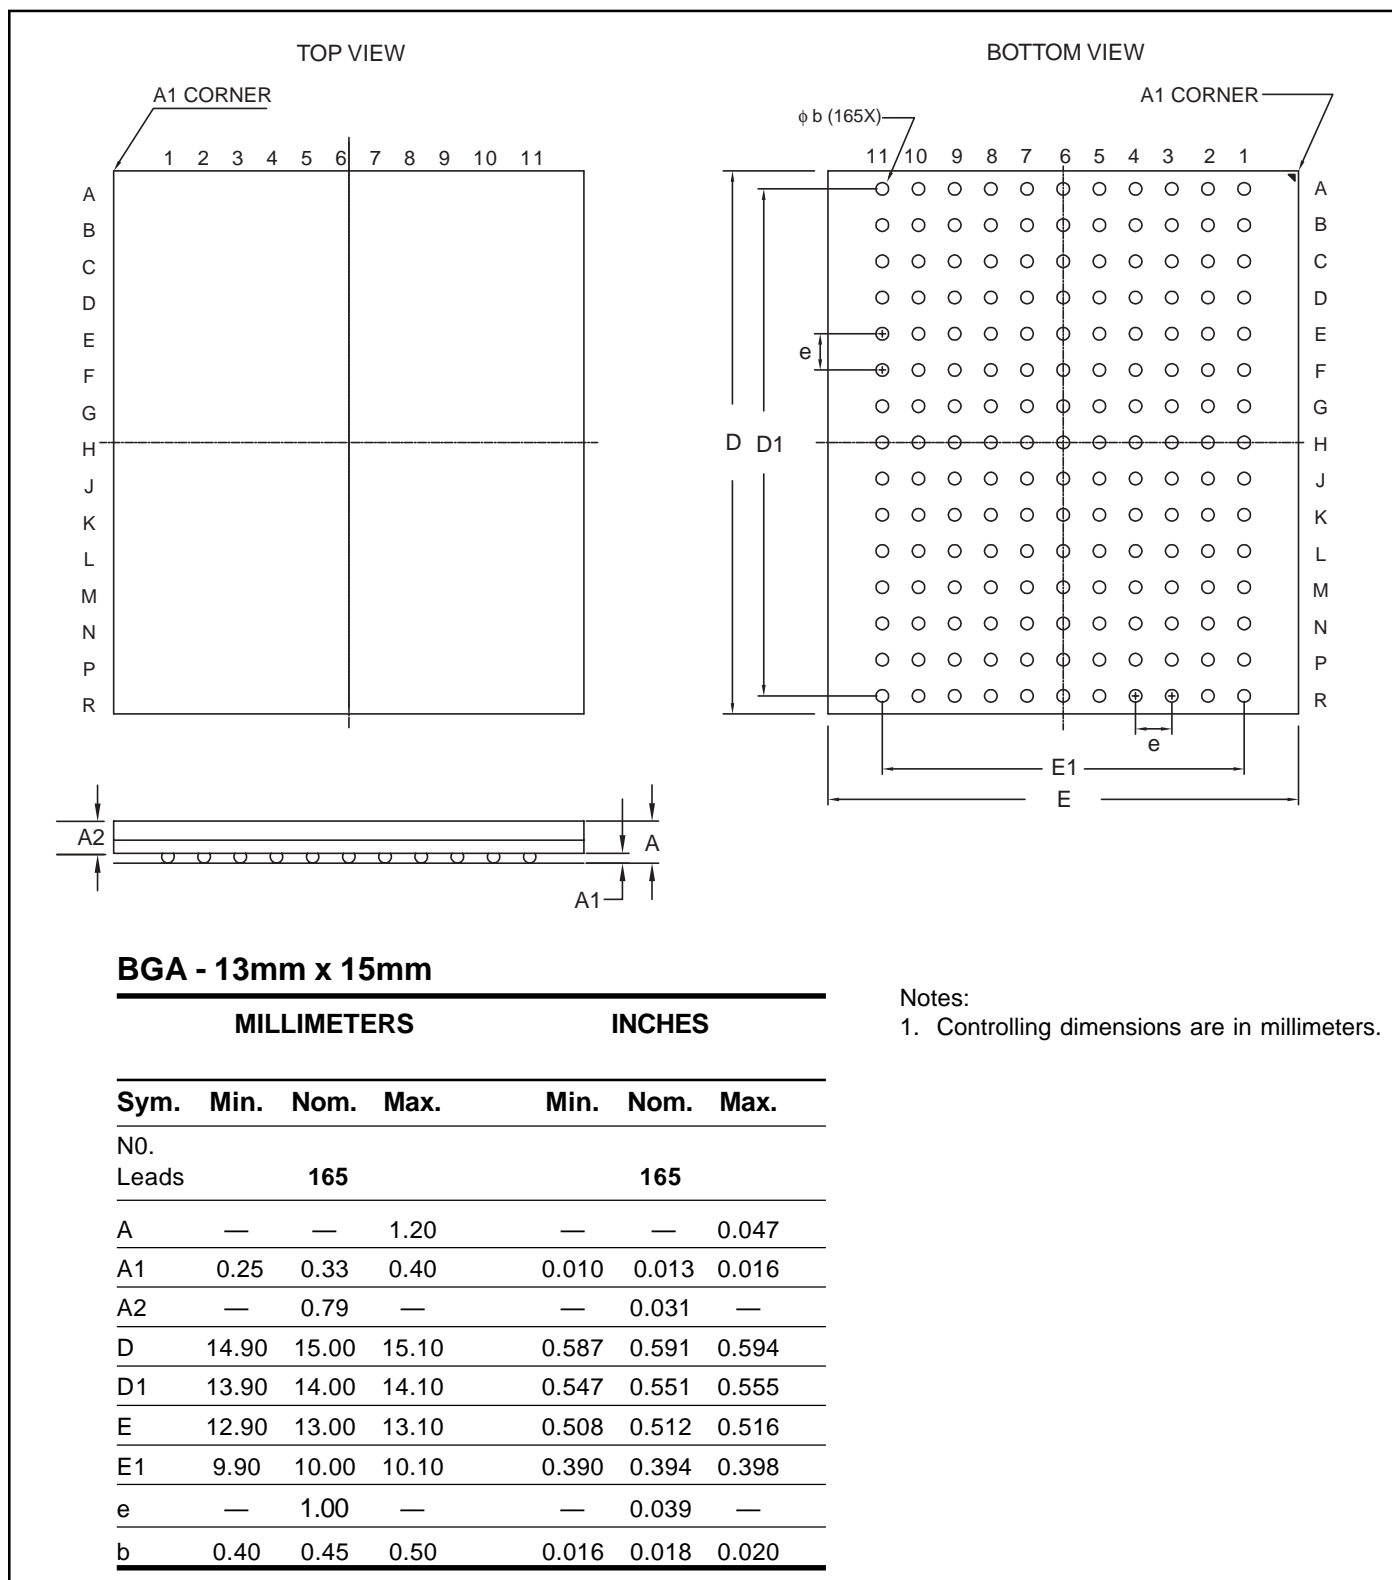 TOP VIEW
BOTTOM VIEW
A1 CORNER
A1 CORNER
ϕ b (165X)
1 2 3 4 5 6 7 8 9 10 11
11 10 9 8 7 6 5 4 3 2 1
A
B
C
D
E
F
G
H
J
K
L
M
N
P
R
A
B
C
D
E
F
G
H
J
K
L
M
N
P
R
e
D D1
e
E1
E
A2
A
A1
BGA - 13mm x 15mm
MILLIMETERS INCHES
Sym. Min. Nom. Max. Min. Nom. Max.
N0.
Leads 165 165
A — — 1.20 — — 0.047
A1 0.25 0.33 0.40 0.010 0.013 0.016
A2 — 0.79 — — 0.031 —
D 14.90 15.00 15.10 0.587 0.591 0.594
D1 13.90 14.00 14.10 0.547 0.551 0.555
E 12.90 13.00 13.10 0.508 0.512 0.516
E1 9.90 10.00 10.10 0.390 0.394 0.398
e — 1.00 — — 0.039 —
b 0.40 0.45 0.50 0.016 0.018 0.020
Notes:
1. Controlling dimensions are in millimeters.